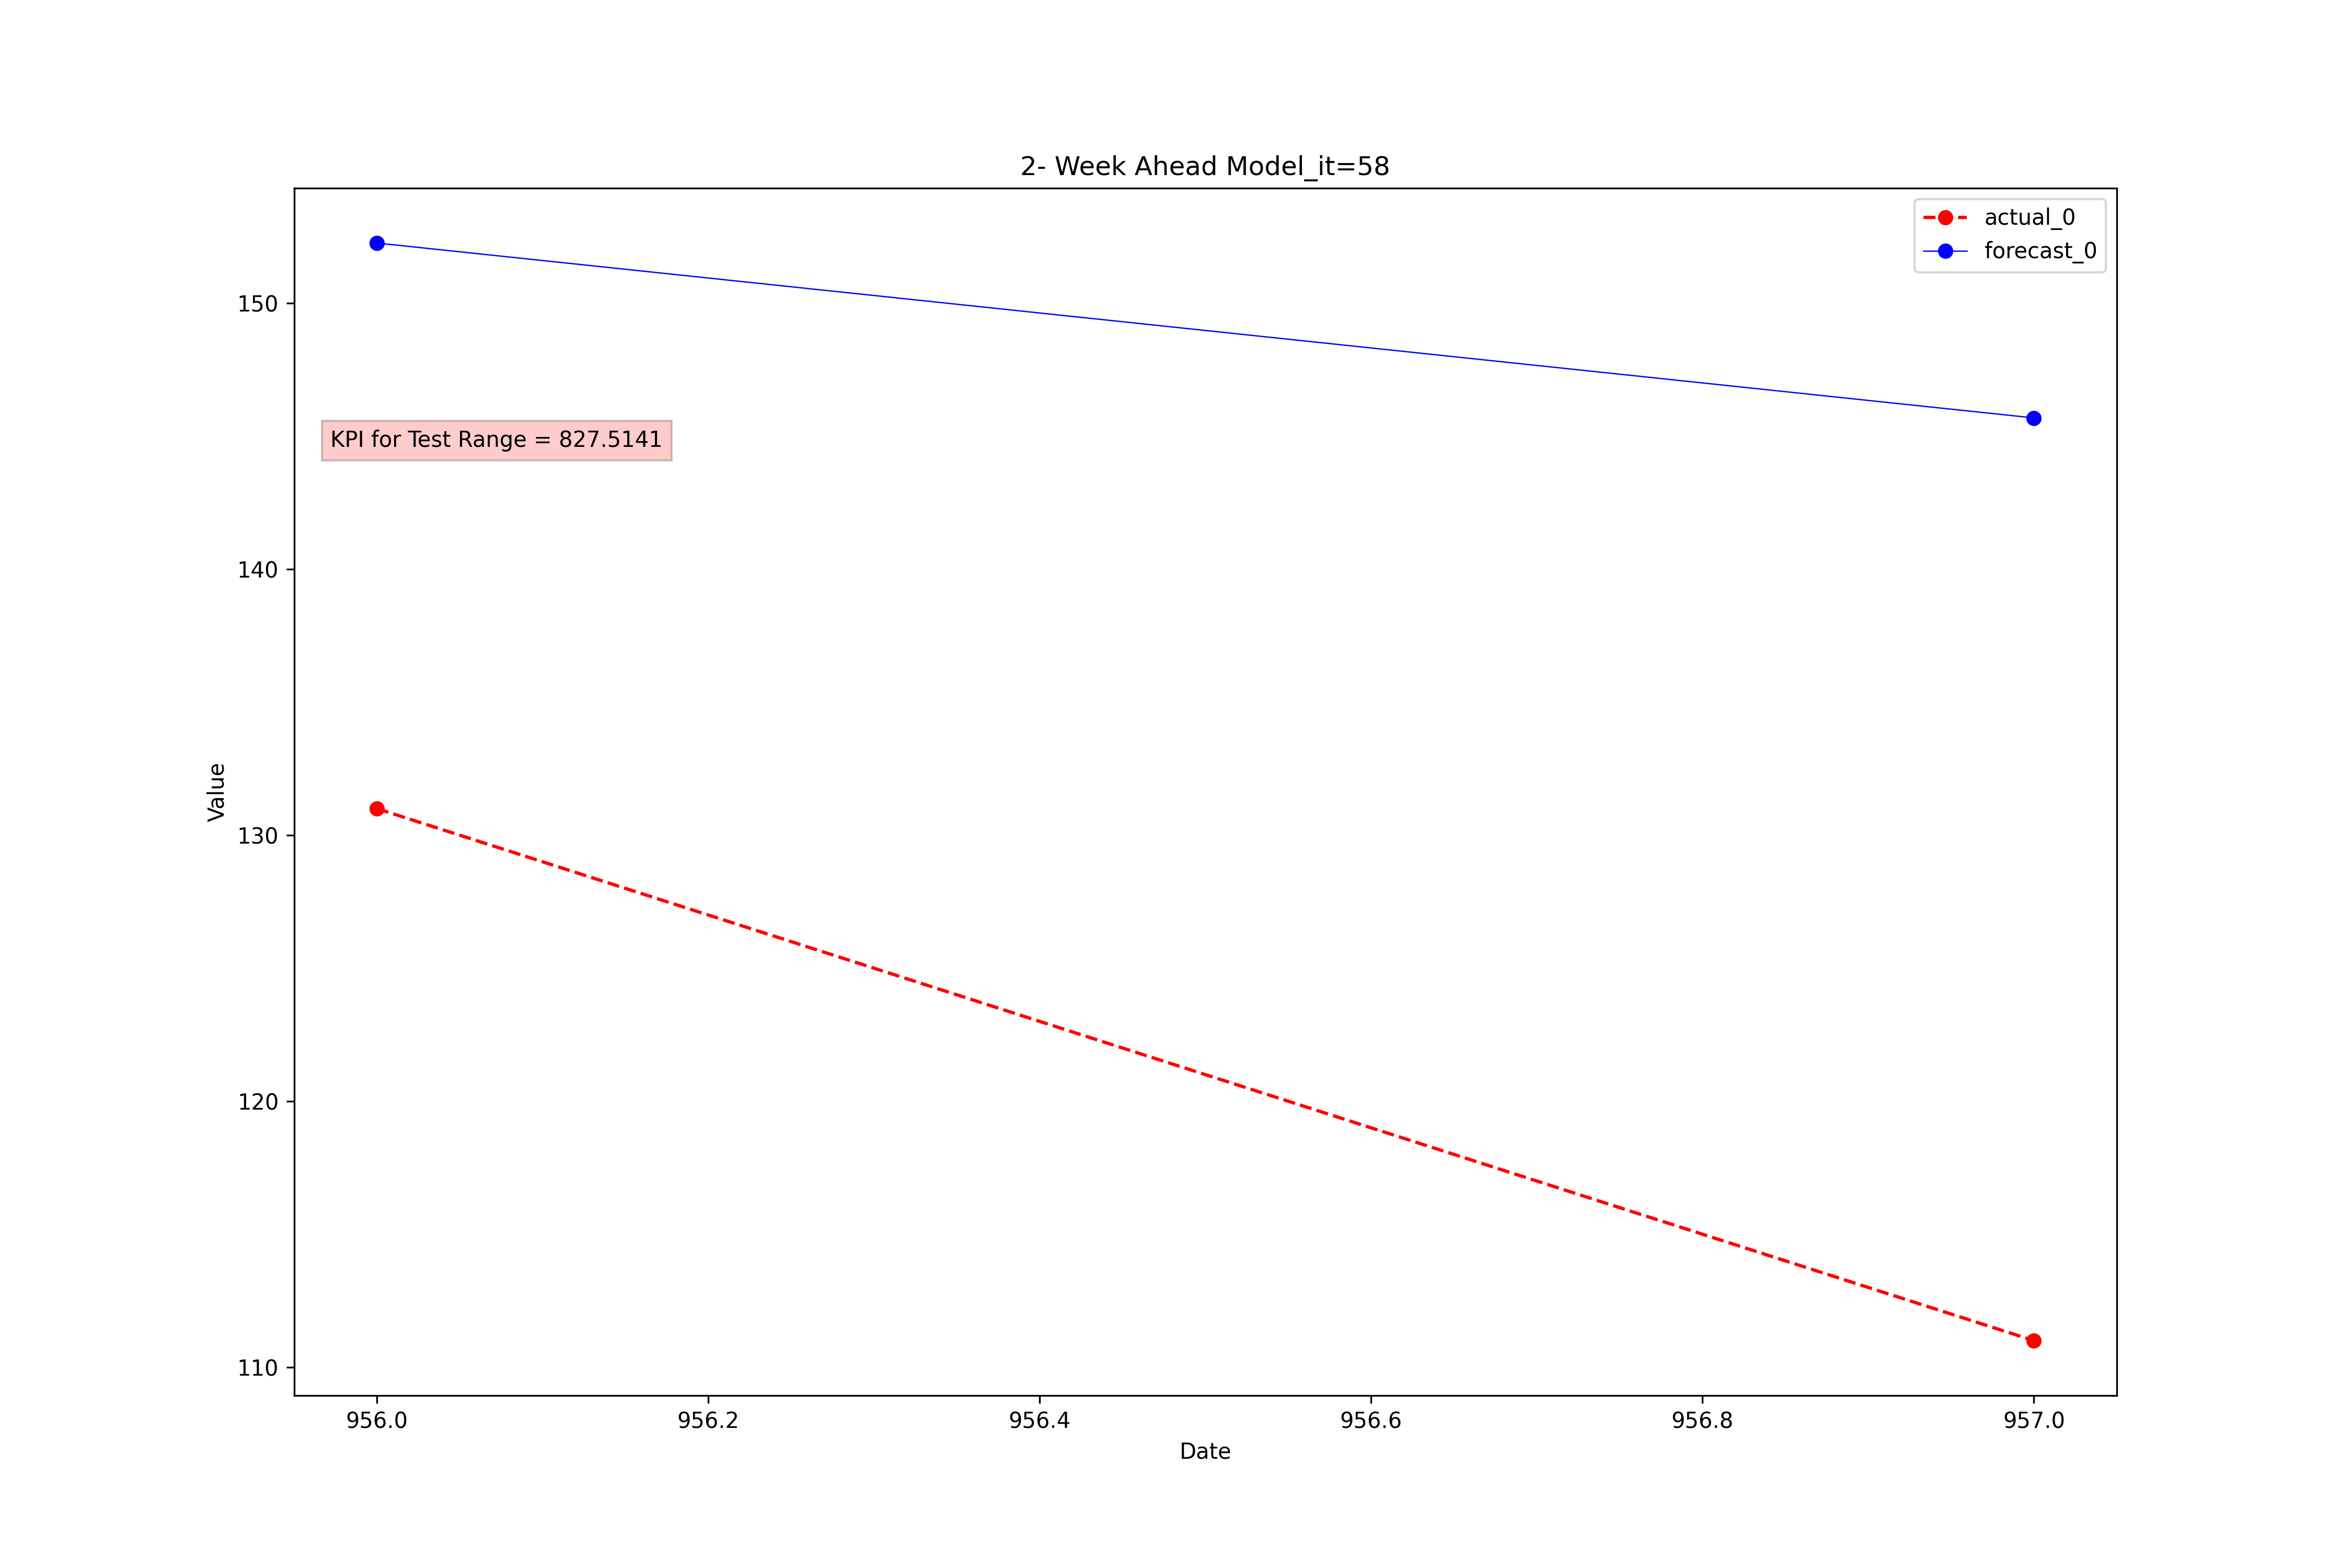 2- Week Ahead Model_it=58
actual_0
forecast_0
KPI for Test Range = 827.5141
Value
150
140
130
120
110
956.0 956.2 956.4 956.6 956.8 957.0
Date